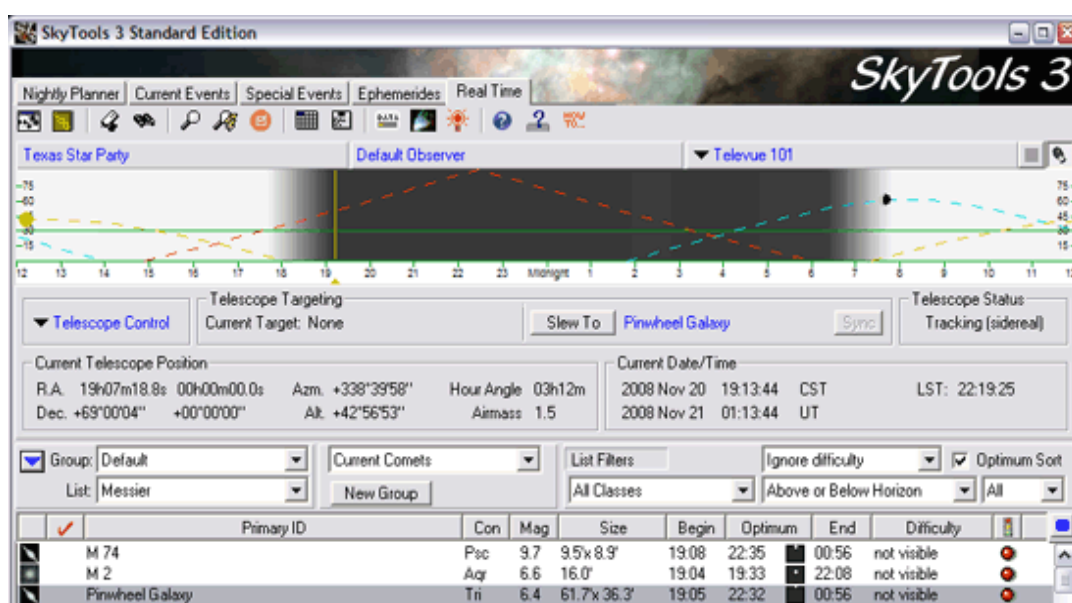 SkyTools 3 Standard Edition
SkyTools 3
Nightly Planner Current Events Special Events Ephemerides Real Time
Texas Star Party Default Observer Televue 101
75 75
60 60
45 45
30 30
15 15
12 13 14 15 16 17 18 19 20 21 22 23 Midnight 1 2 3 4 5 6 7 8 9 10 11
Telescope Targeting Telescope Status
Telescope Control Current Target: None Slew To Pinwheel Galaxy Sync Tracking (sidereal)
Current Telescope Position Current Date/Time
R.A. 19h07m18.8s 00h00m00.0s Azm. +338°39'58" Hour Angle 03h12m 2008 Nov 20 19:13:44 CST LST: 22:19:25
Dec. +69°00'04" +00°00'00" Alt. +42°56'53" Airmass 1.5 2008 Nov 21 01:13:44 UT
Group: Default Current Comets List Filters Ignore difficulty Optimum Sort
List: Messier New Group All Classes Above or Below Horizon All
Primary ID Con Mag Size Begin Optimum End Difficulty
M 74 Psc 9.7 9.5'x 8.9' 19:08 22:35 00:56 not visible
M 2 Aqr 6.6 16.0' 19:04 19:33 22:08 not visible
Pinwheel Galaxy Tri 6.4 61.7'x 36.3' 19:05 22:32 00:56 not visible